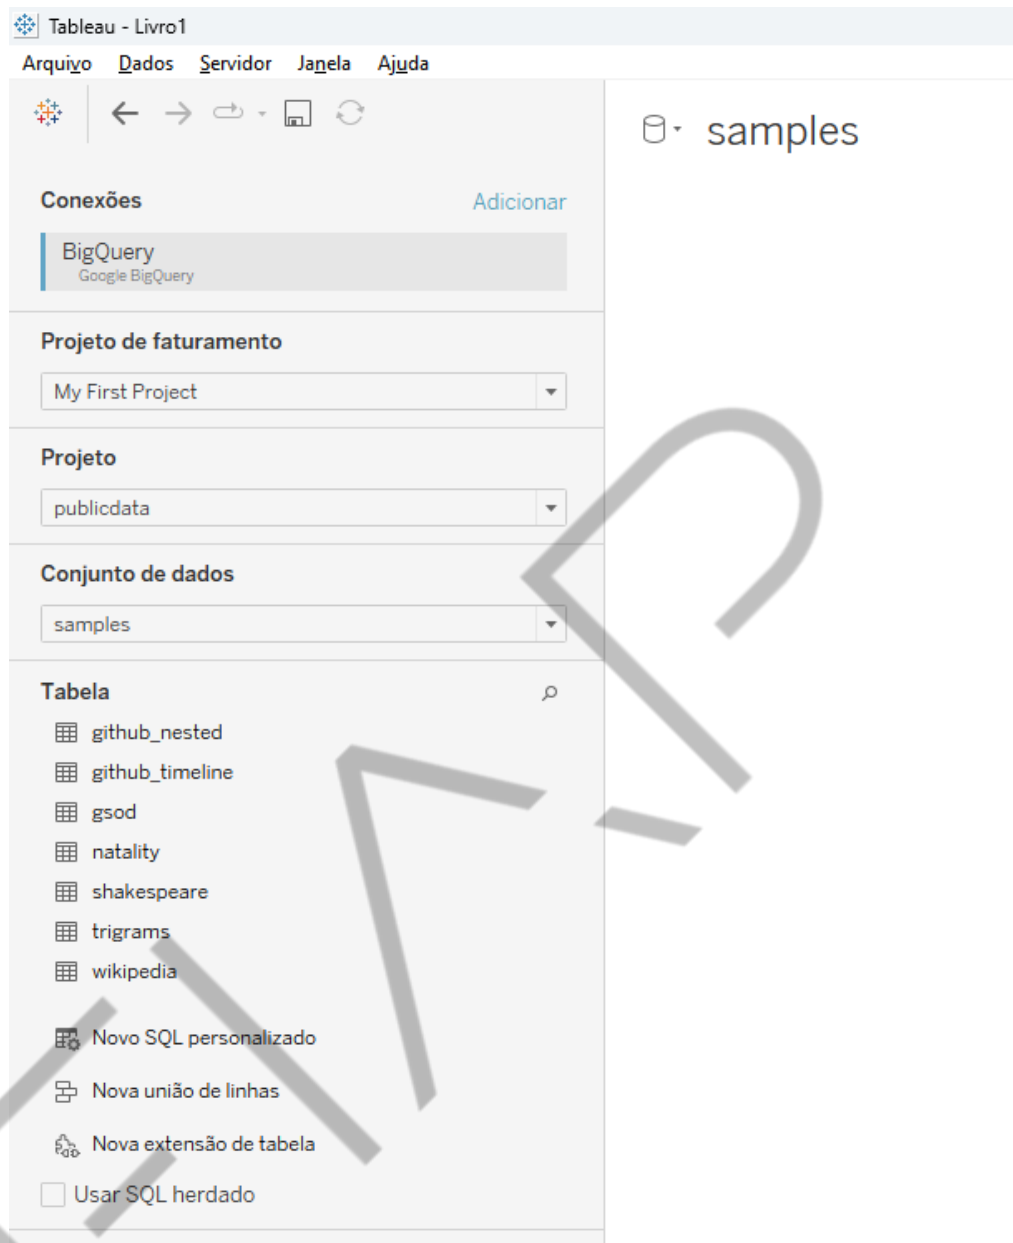 Tableau - Livro1
Arquivo Dados Servidor Janela Ajuda
samples
Conexões Adicionar
BigQuery
Google BigQuery
Projeto de faturamento
My First Project
Projeto
publicdata
Conjunto de dados
samples
Tabela
github_nested
github_timeline
gsod
natality
shakespeare
trigrams
wikipedia
Novo SQL personalizado
Nova união de linhas
Nova extensão de tabela
Usar SQL herdado
FIAP